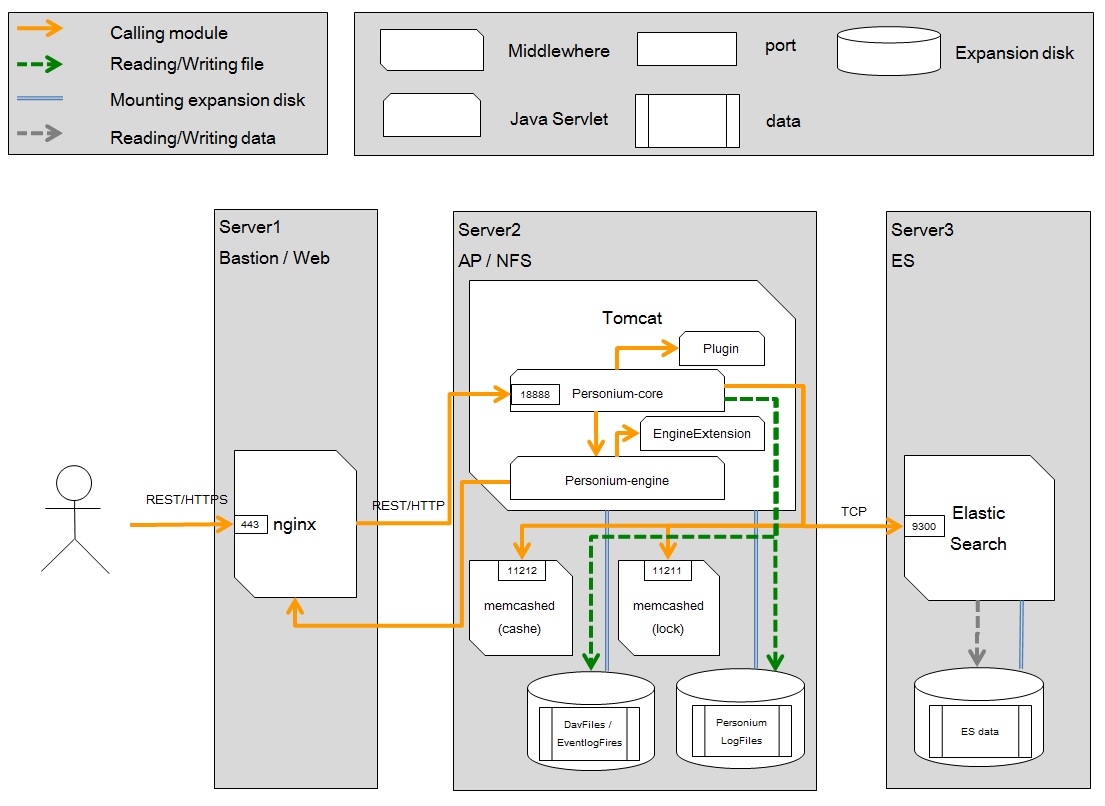 Calling module
Reading/Writing file
Mounting expansion disk
Reading/Writing data
Middlewhere
port
Expansion disk
Java Servlet
data
Server1
Bastion / Web
Server2
AP / NFS
Server3
ES
Tomcat
Plugin
18888
Personium-core
EngineExtension
Personium-engine
REST/HTTPS
443
nginx
REST/HTTP
TCP
9300
Elastic
Search
11212
memcashed
(cashe)
11211
memcashed
(lock)
DavFiles /
EventlogFires
Personium
LogFiles
ES data